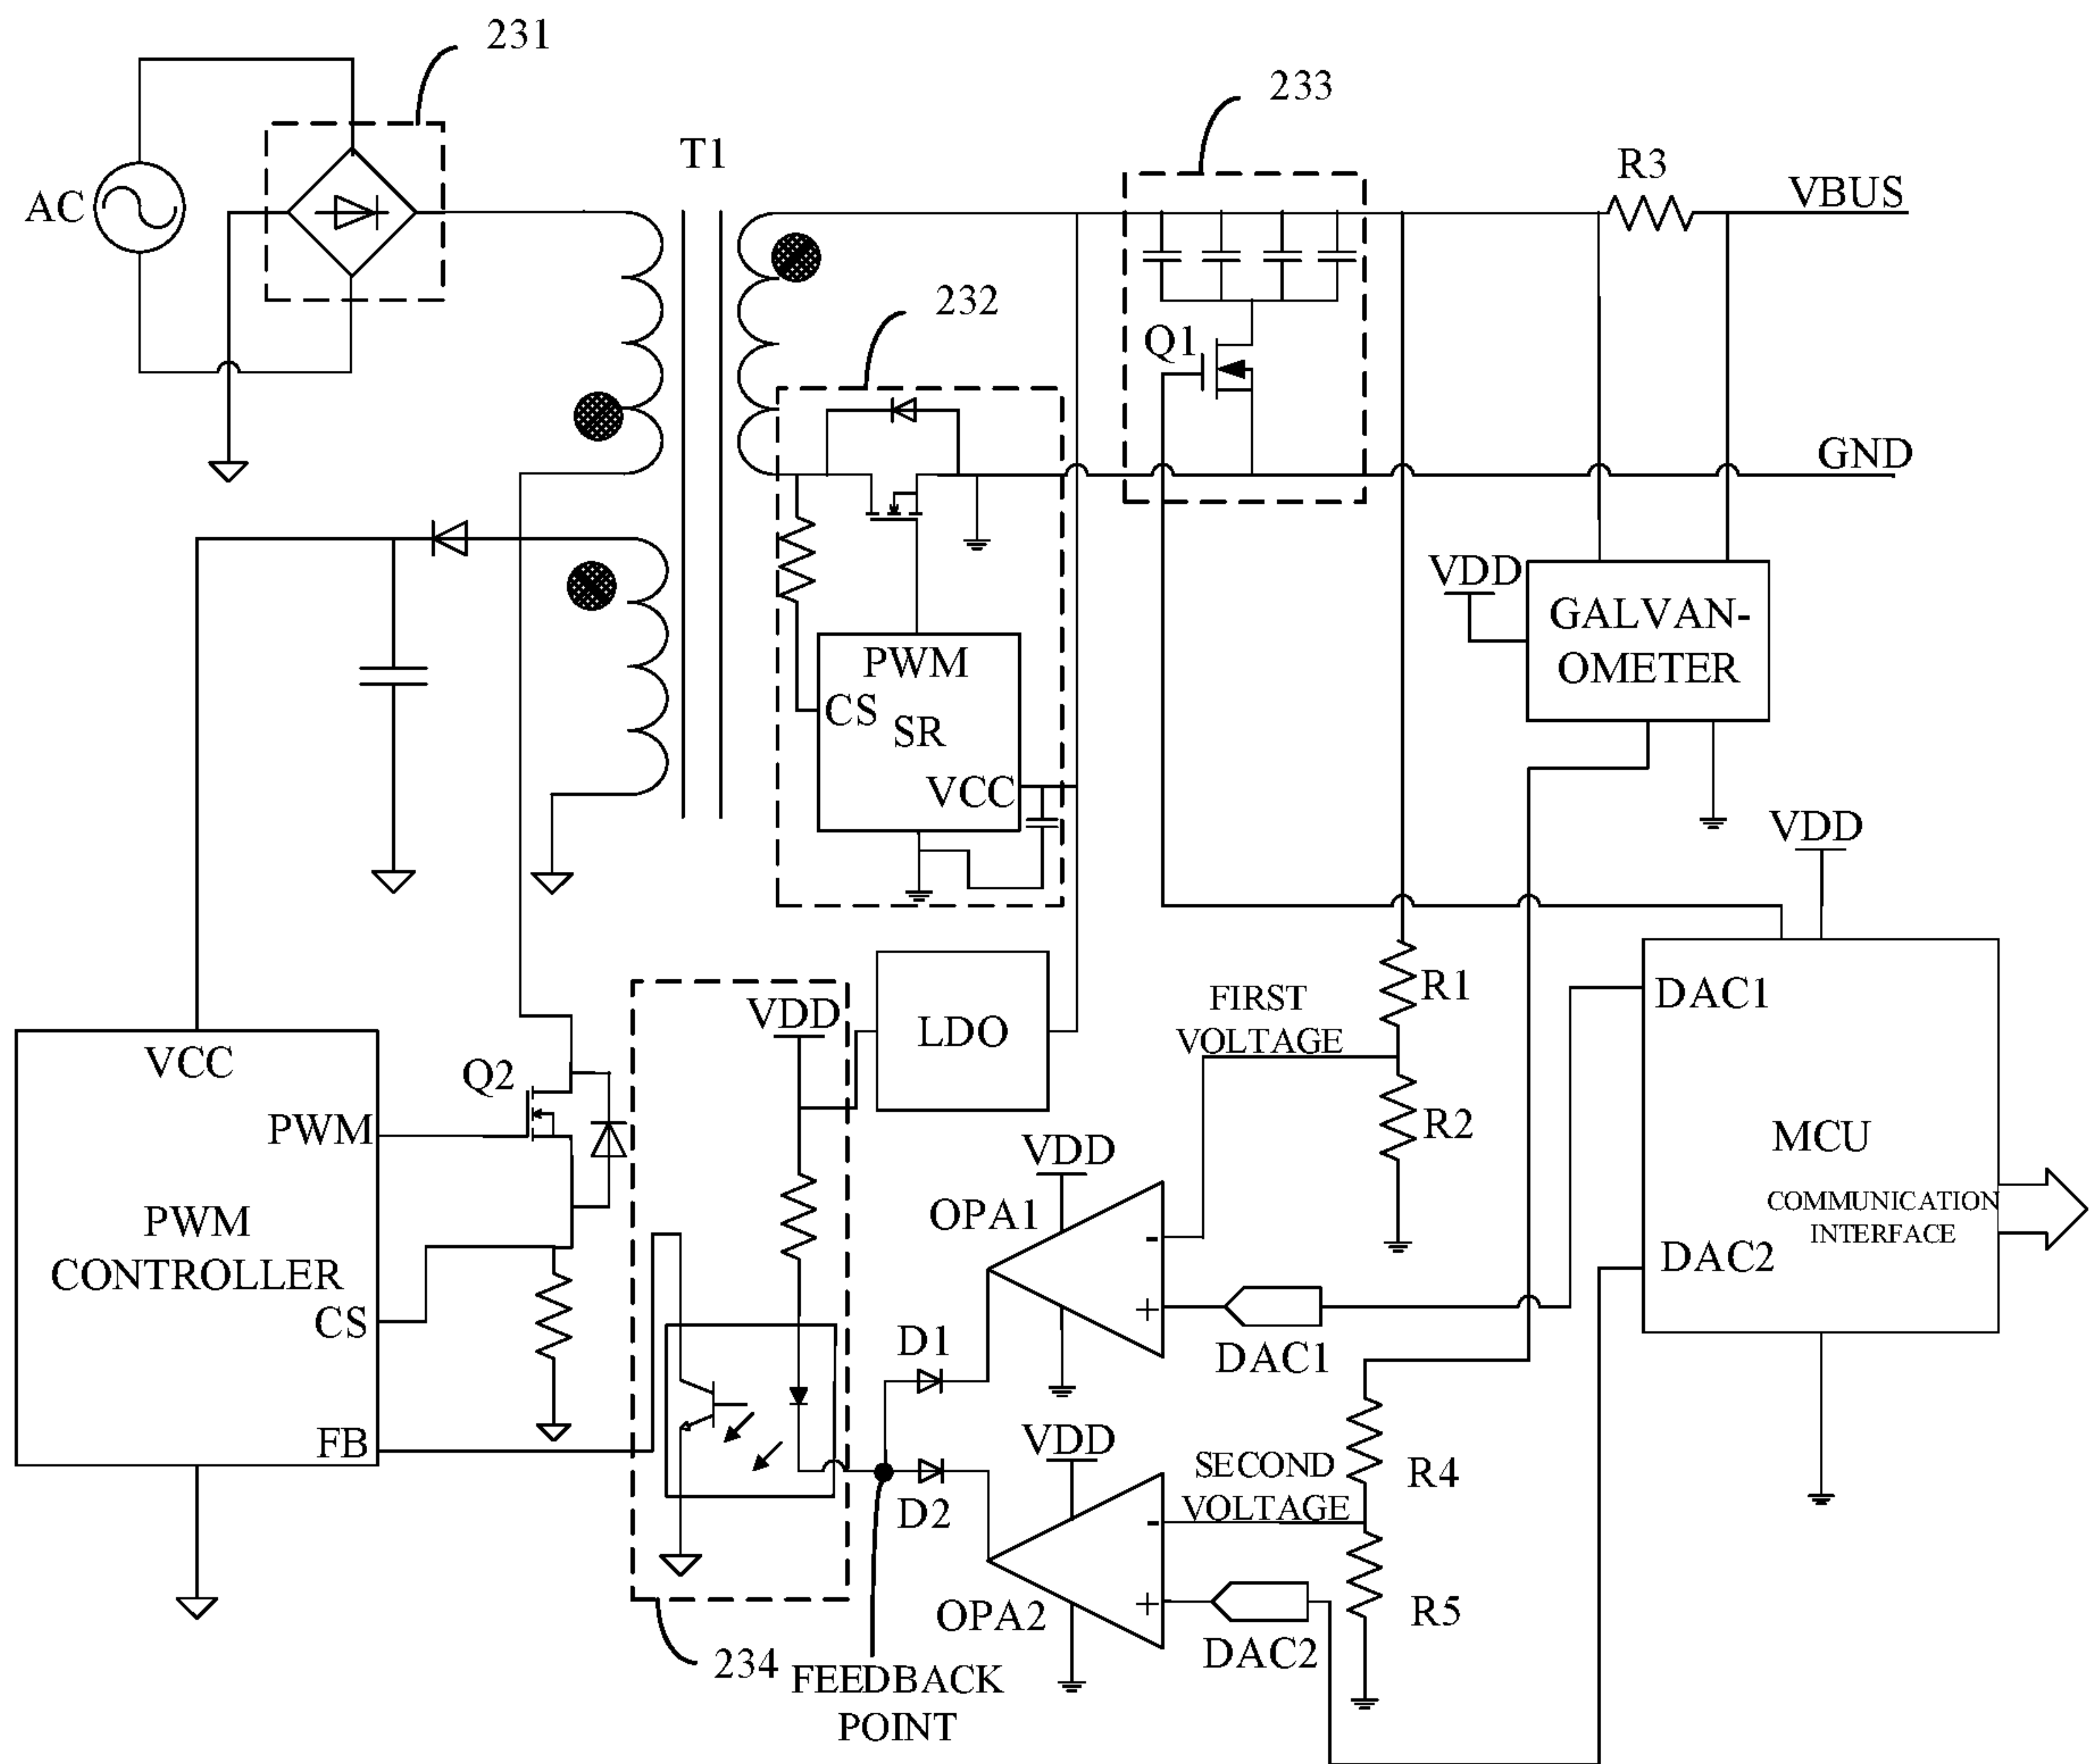 231
233
T1
R3
VBUS
AC
232
Q1
GND
VDD
GALVAN-
OMETER
PWM
CS
SR
VCC
VDD
DAC1
R1
FIRST
VOLTAGE
VDD
LDO
VCC
Q2
PWM
R2
MCU
VDD
OPA1
-
COMMUNICATION
INTERFACE
PWM
CONTROLLER
DAC2
CS
+
D1
DAC1
FB
VDD
SECOND
VOLTAGE
R4
D2
-
OPA2
+
R5
DAC2
234
FEEDBACK
POINT